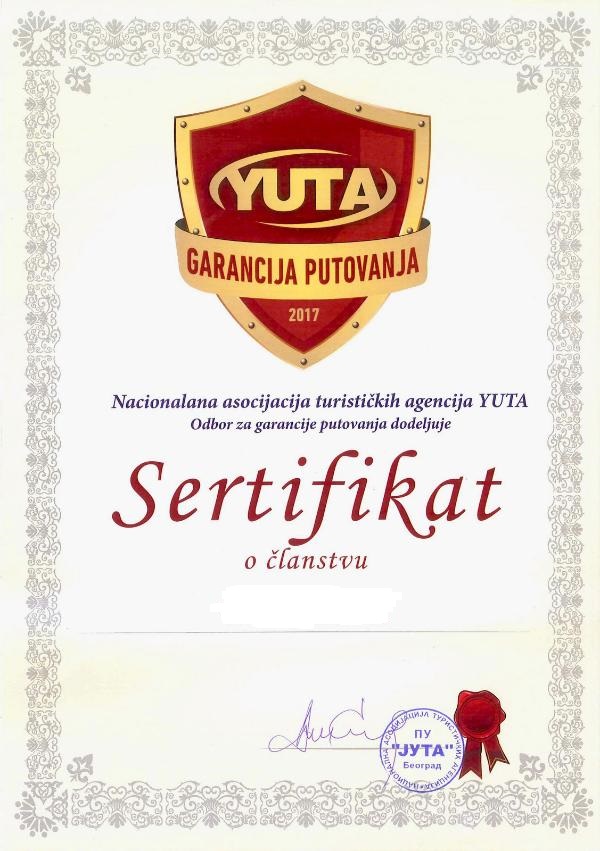 YUTA
GARANCIJA PUTOVANJA
2017
Nacionalana asocijacija turističkih agencija YUTA
Odbor za garancije putovanja dodeljuje
Sertifikat
o članstvu
НАЦИОНАЛНА АСОЦИЈАЦИЈА ТУРИСТИЧКИХ АГЕНЦИЈА
ПУ
"ЈУТА"
Београд